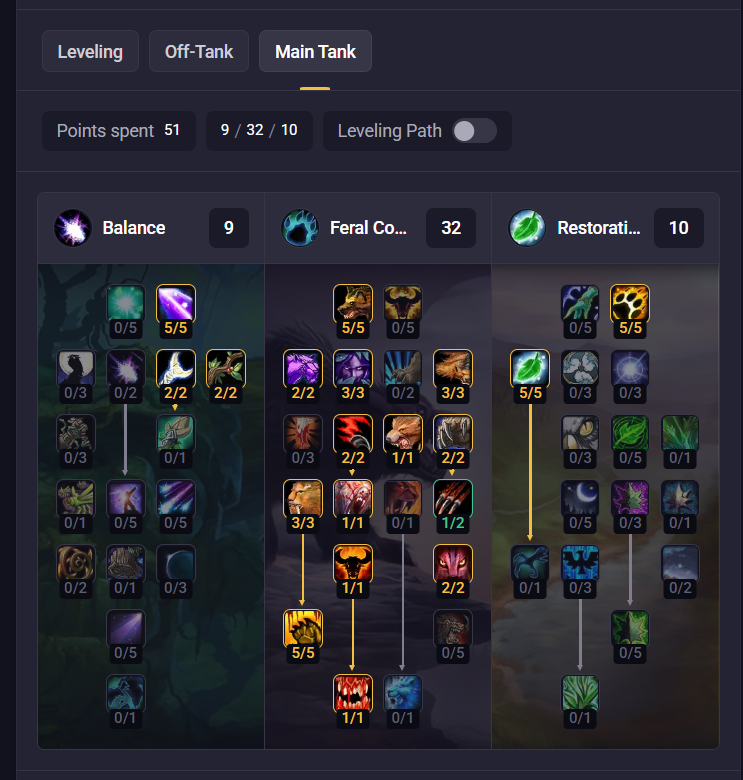 Leveling Off-Tank Main Tank
Points spent 51 9 / 32 / 10 Leveling Path
Balance 9 Feral Co... 32 Restorati... 10
0/5 5/5 5/5 0/5 0/5 5/5
0/3 0/2 2/2 2/2 2/2 3/3 0/2 3/3 5/5 0/3 0/3
0/3 0/1 0/3 2/2 1/1 2/2 0/3 0/5 0/1
0/1 0/5 0/5 3/3 1/1 0/1 1/2 0/5 0/3 0/1
0/2 0/1 0/3 1/1 2/2 0/1 0/3 0/2
0/5 5/5 0/5 0/5
0/1 1/1 0/1 0/1